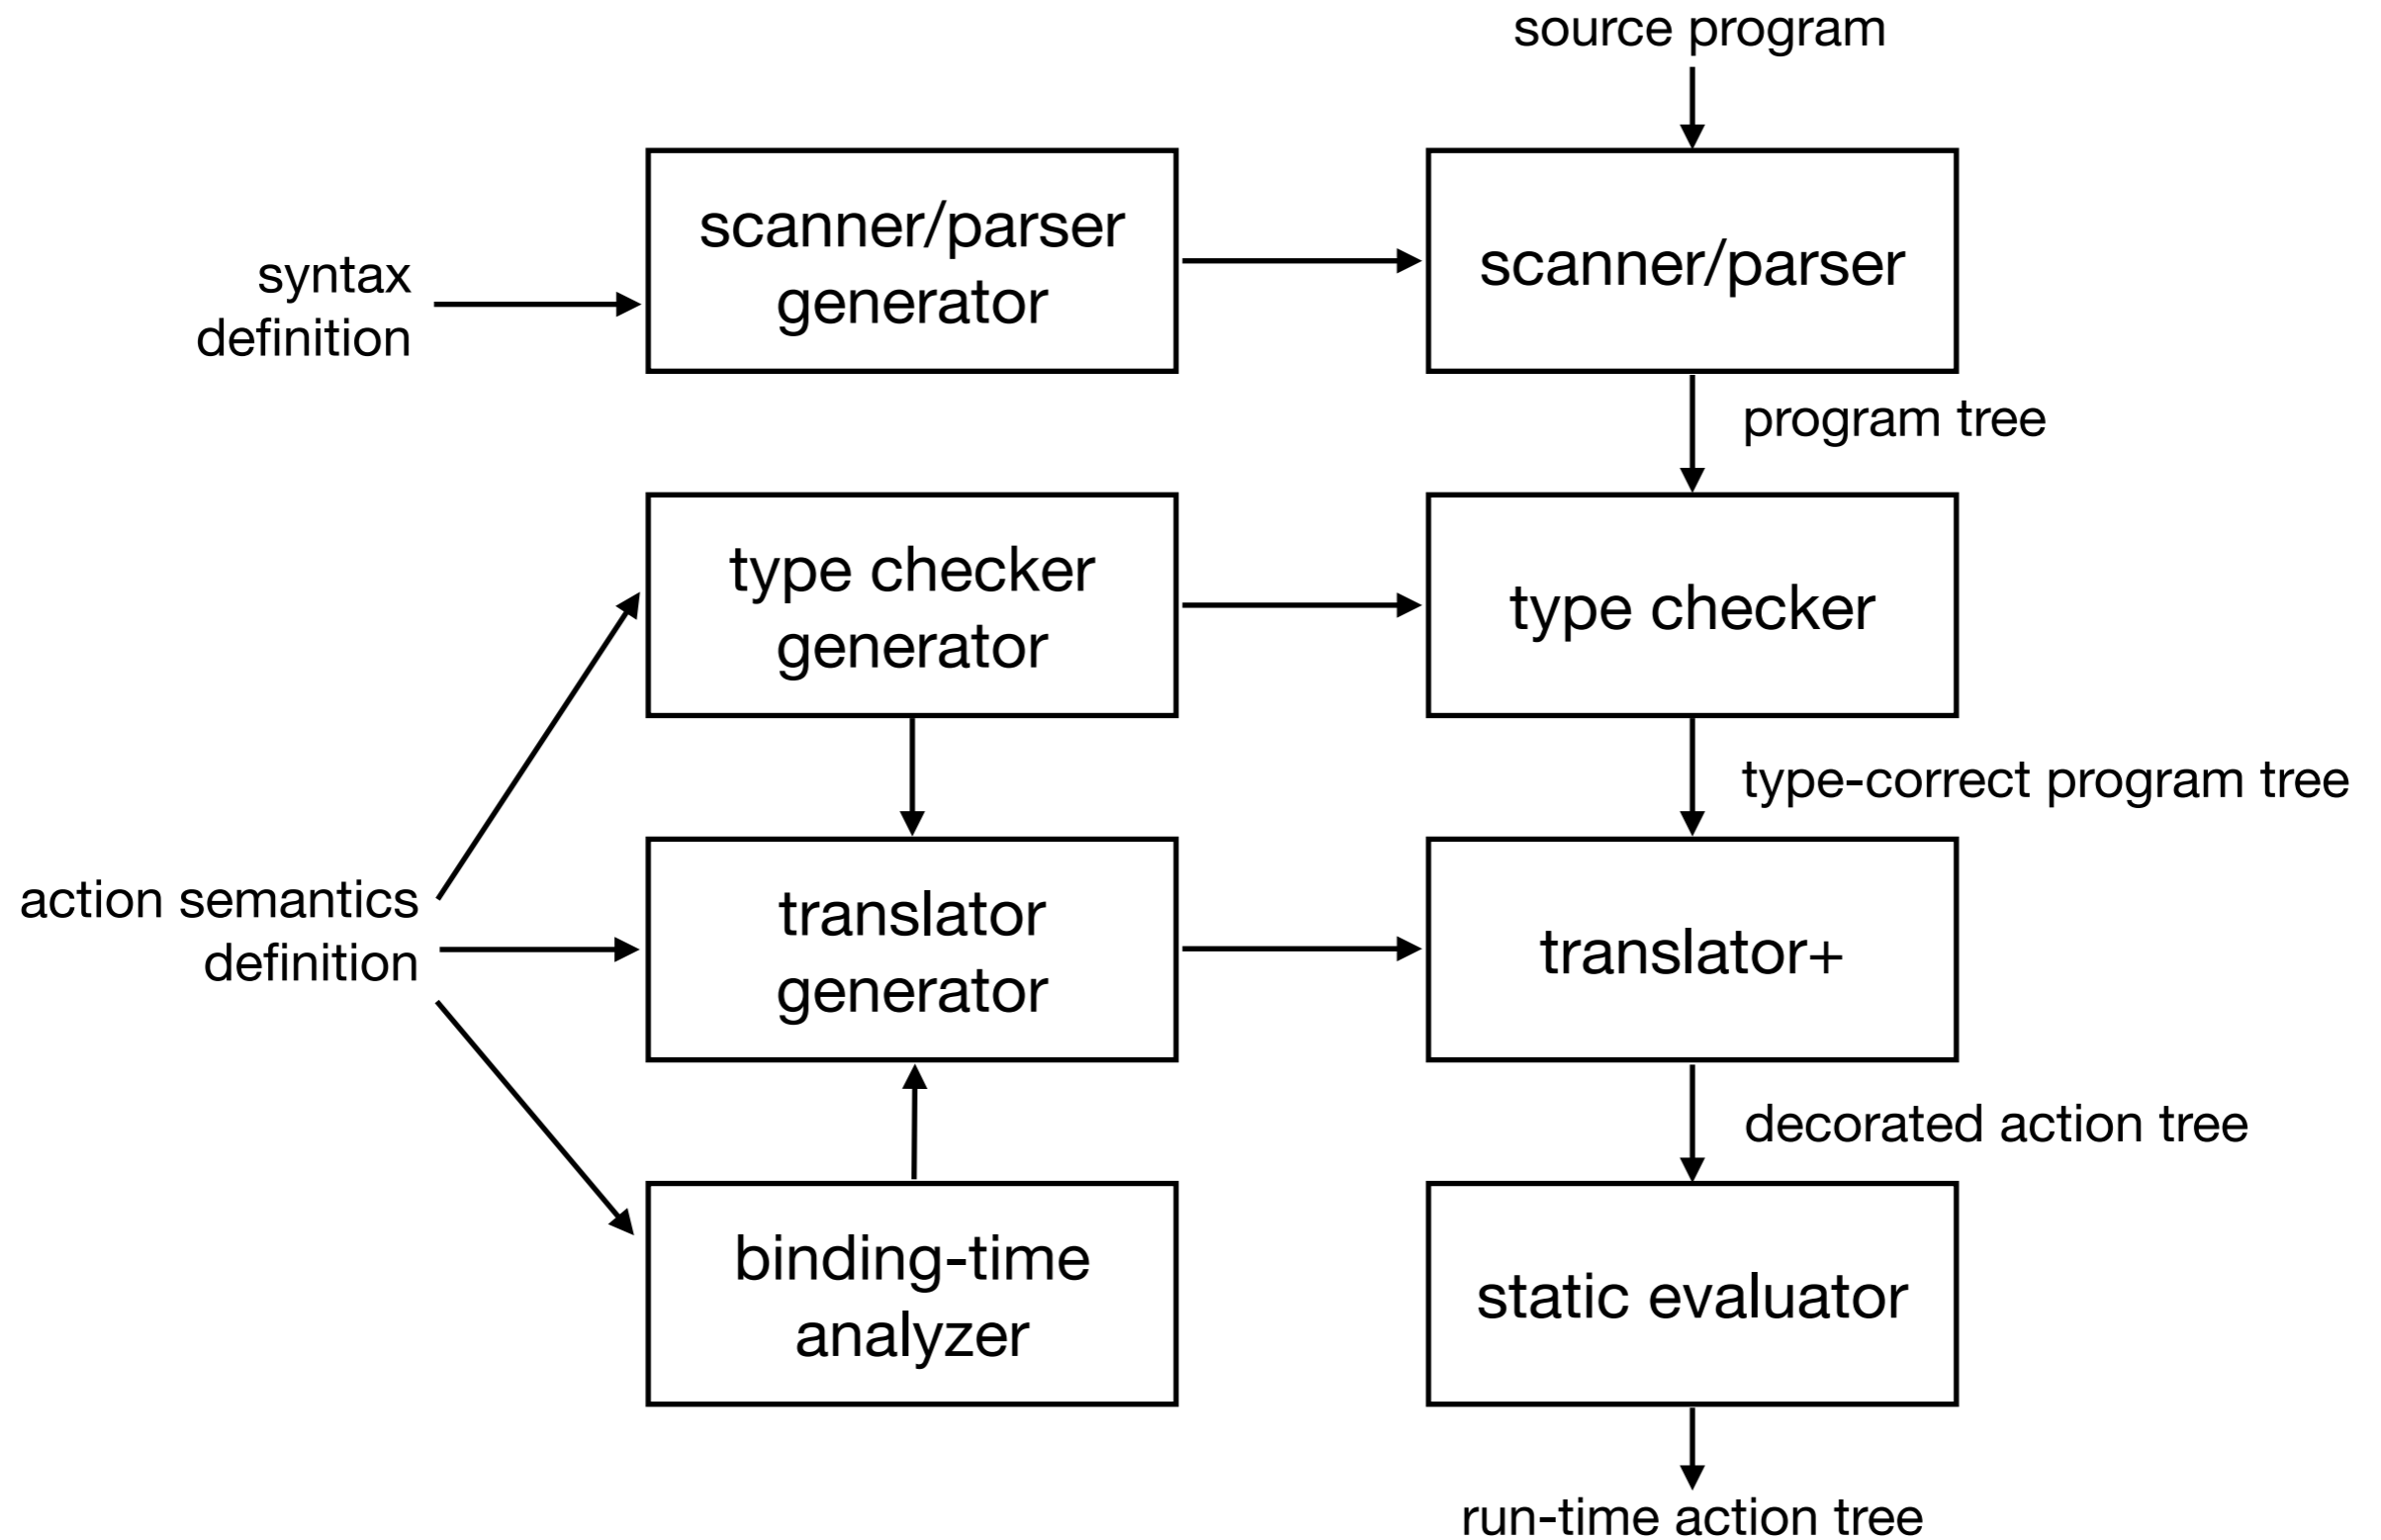 source program
scanner/parser
generator
scanner/parser
syntax
definition
program tree
type checker
generator
type checker
type-correct program tree
action semantics
definition
translator
generator
translator+
decorated action tree
binding-time
analyzer
static evaluator
run-time action tree